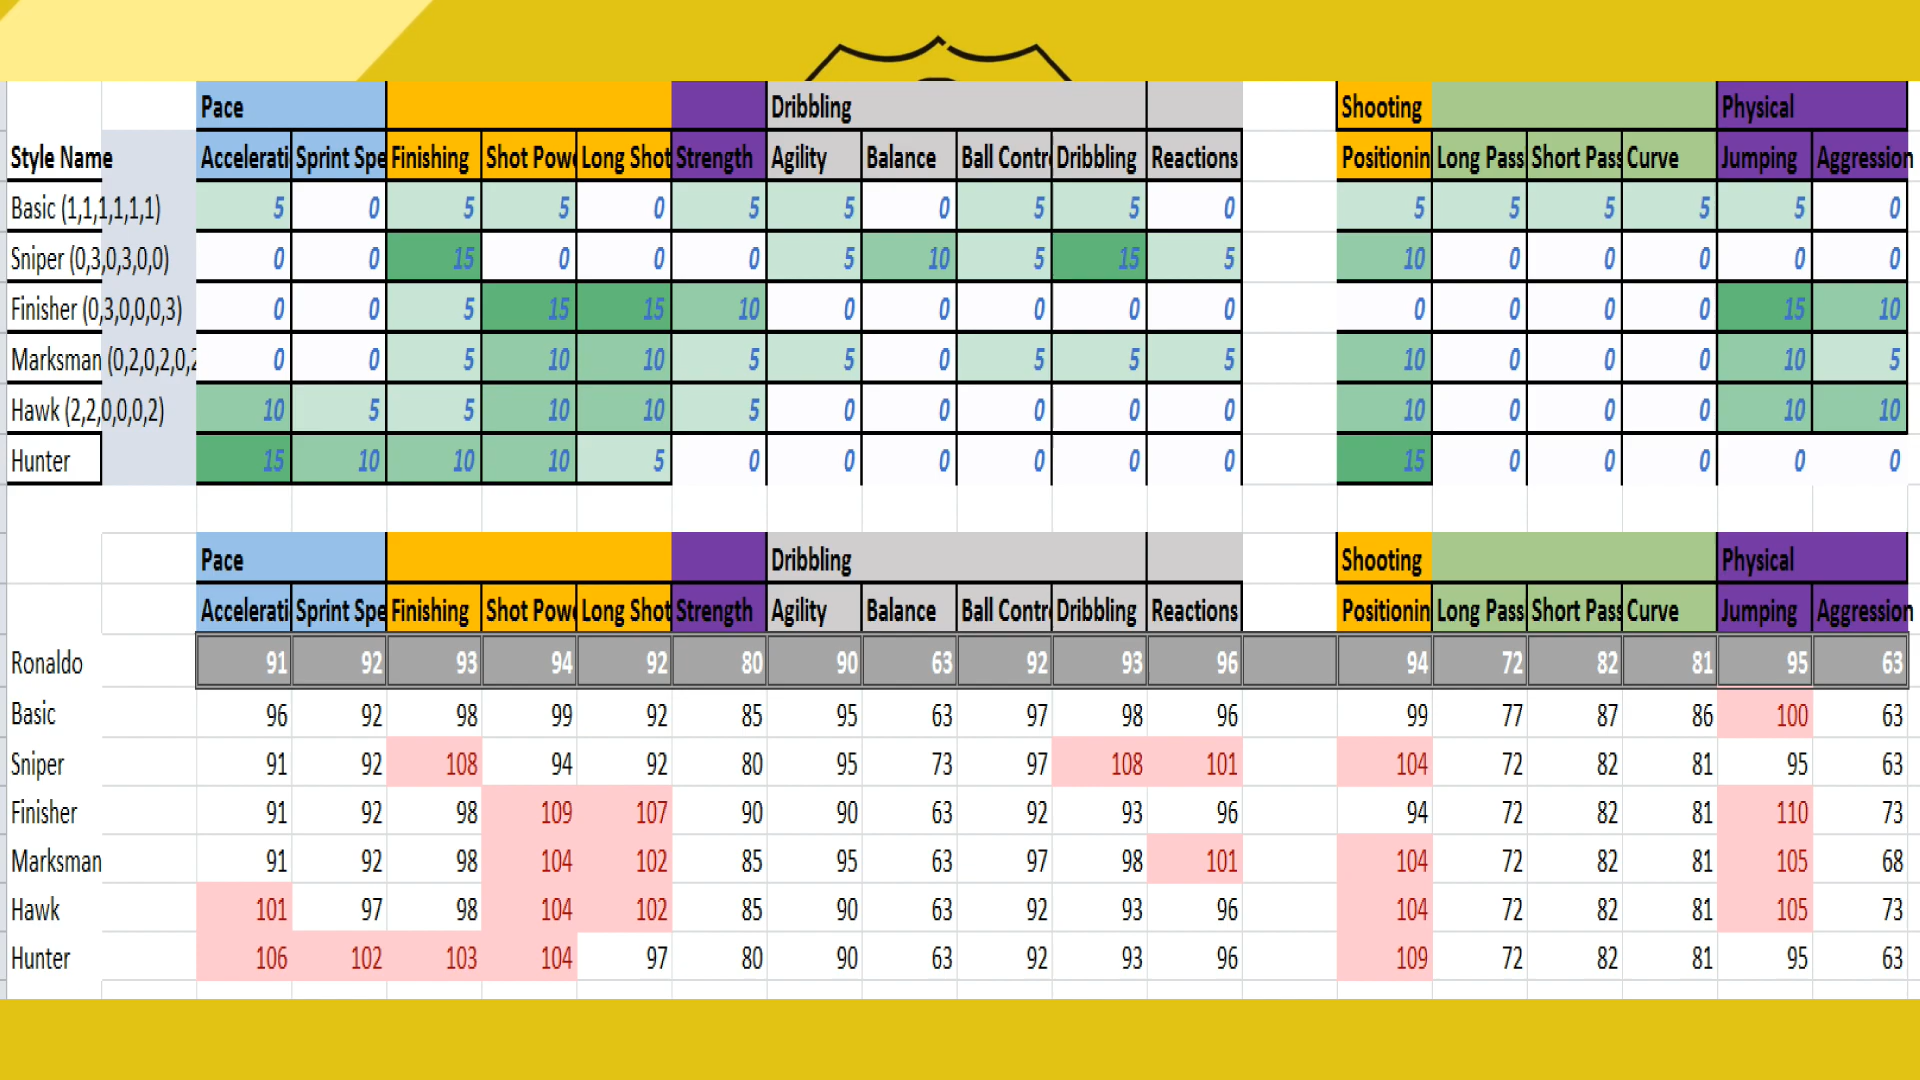 Pace Dribbling Shooting Physical
Style Name Accelerati Sprint Spe Finishing Shot Powe Long Shot Strength Agility Balance Ball Contr Dribbling Reactions Positionin Long Pass Short Pass Curve Jumping Aggression
Basic (1,1,1,1,1,1) 5 0 5 5 0 5 5 0 5 5 0 5 5 5 5 5 0
Sniper (0,3,0,3,0,0) 0 0 15 0 0 0 5 10 5 15 5 10 0 0 0 0 0
Finisher (0,3,0,0,0,3) 0 0 5 15 15 10 0 0 0 0 0 0 0 0 0 15 10
Marksman (0,2,0,2,0,2 0 0 5 10 10 5 5 0 5 5 5 10 0 0 0 10 5
Hawk (2,2,0,0,0,2) 10 5 5 10 10 5 0 0 0 0 0 10 0 0 0 10 10
Hunter 15 10 10 10 5 0 0 0 0 0 0 15 0 0 0 0 0
Pace Dribbling Shooting Physical
Accelerati Sprint Spe Finishing Shot Powe Long Shot Strength Agility Balance Ball Contr Dribbling Reactions Positionin Long Pass Short Pass Curve Jumping Aggression
Ronaldo 91 92 93 94 92 80 90 63 92 93 96 94 72 82 81 95 63
Basic 96 92 98 99 92 85 95 63 97 98 96 99 77 87 86 100 63
Sniper 91 92 108 94 92 80 95 73 97 108 101 104 72 82 81 95 63
Finisher 91 92 98 109 107 90 90 63 92 93 96 94 72 82 81 110 73
Marksman 91 92 98 104 102 85 95 63 97 98 101 104 72 82 81 105 68
Hawk 101 97 98 104 102 85 90 63 92 93 96 104 72 82 81 105 73
Hunter 106 102 103 104 97 80 90 63 92 93 96 109 72 82 81 95 63